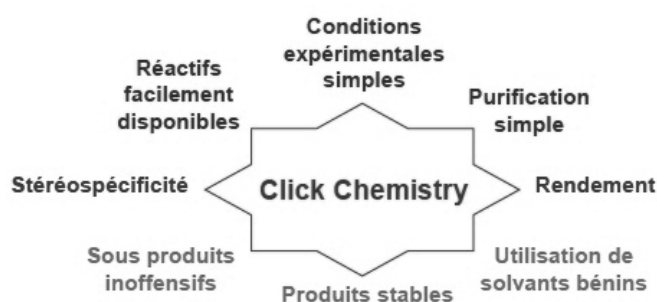 Conditions
expérimentales
simples
Réactifs
facilement
disponibles
Purification
simple
Stéréospécificité
Click Chemistry
Rendement
Sous produits
inoffensifs
Produits stables
Utilisation de
solvants bénins